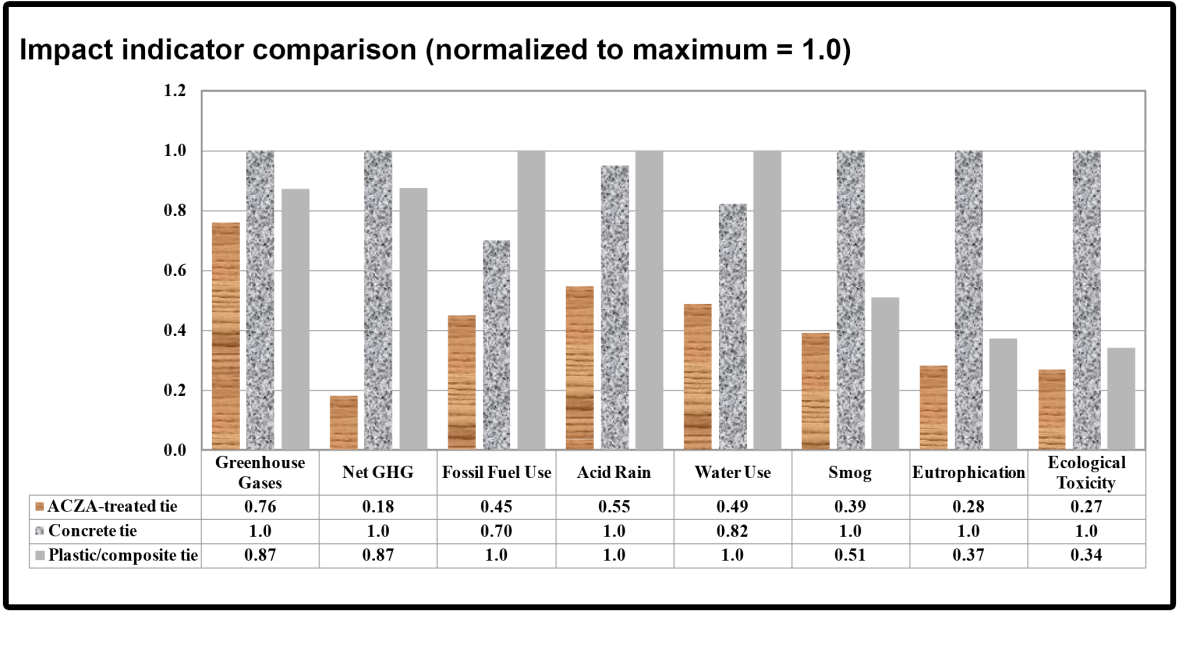 Impact indicator comparison (normalized to maximum = 1.0)
1.2
1.0
0.8
0.6
0.4
0.2
0.0
Greenhouse Gases Net GHG Fossil Fuel Use Acid Rain Water Use Smog Eutrophication Ecological Toxicity
ACZA-treated tie 0.76 0.18 0.45 0.55 0.49 0.39 0.28 0.27
Concrete tie 1.0 1.0 0.70 1.0 0.82 1.0 1.0 1.0
Plastic/composite tie 0.87 0.87 1.0 1.0 1.0 0.51 0.37 0.34